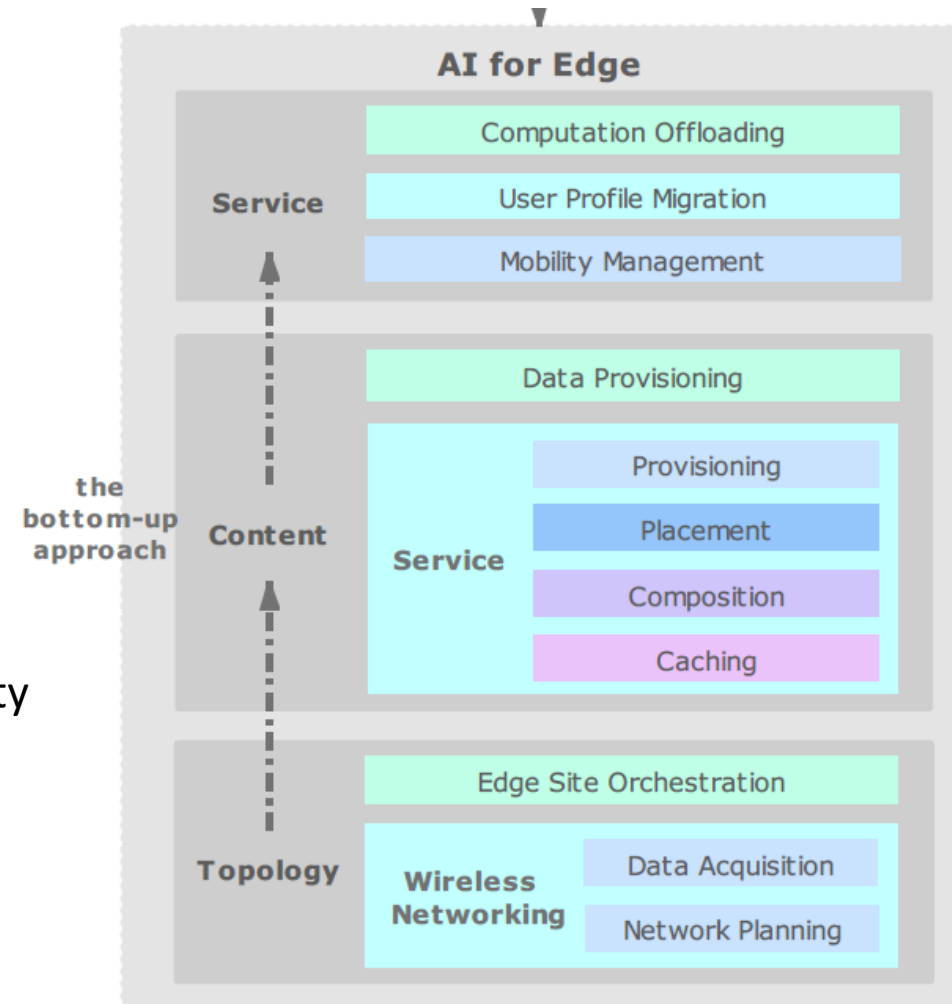 AI for Edge
Service
Computation Offloading
User Profile Migration
Mobility Management
the
bottom-up
approach
Content
Data Provisioning
Service
Provisioning
Placement
Composition
Caching
ty
Topology
Edge Site Orchestration
Wireless
Networking
Data Acquisition
Network Planning